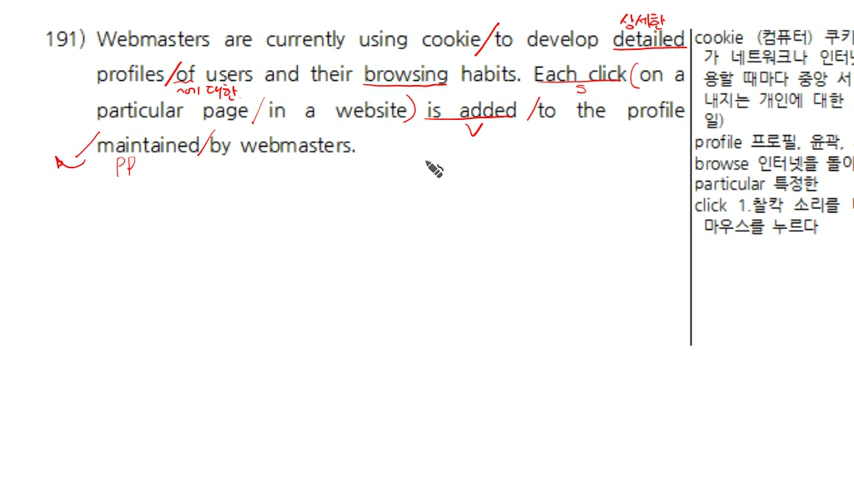 상세한
191) Webmasters are currently using cookie to develop detailed
profiles of users and their browsing habits. Each click (on a
~에 대한
S
particular page in a website) is added to the profile
V
maintained by webmasters.
PP
cookie (컴퓨터) 쿠키
가 네트워크나 인터넷
용할 때마다 중앙 서
내지는 개인에 대한
일)
profile 프로필, 윤곽,
browse 인터넷을 돌아
particular 특정한
click 1.찰칵 소리를
마우스를 누르다